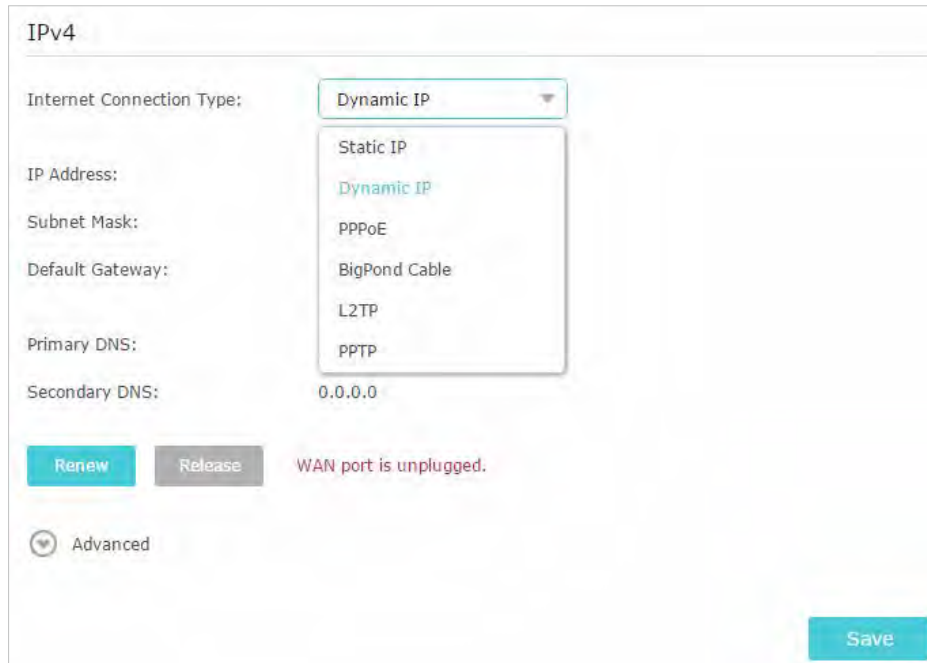 IPv4
Internet Connection Type: Dynamic IP
Static IP
IP Address:
Dynamic IP
Subnet Mask:
PPPoE
Default Gateway:
BigPond Cable
L2TP
Primary DNS:
PPTP
Secondary DNS: 0.0.0.0
Renew Release WAN port is unplugged.
Advanced
Save